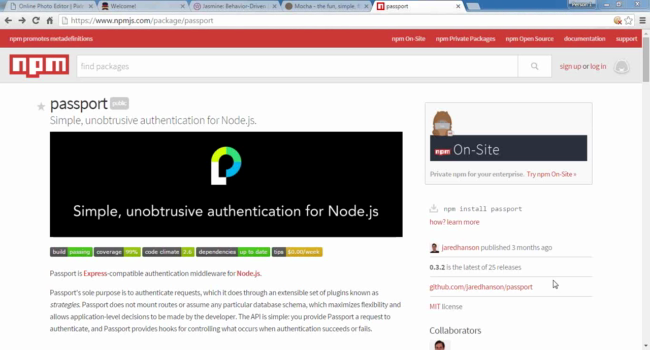 Online Photo Editor | Pixl
Welcome!
Jasmine: Behavior-Driven
Mocha - the fun, simple, f
passport
https://www.npmjs.com/package/passport
npm promotes metadefinitions
npm On-Site
npm Private Packages
npm Open Source
documentation
support
npm
find packages
sign up or log in
passport public
Simple, unobtrusive authentication for Node.js.
Simple, unobtrusive authentication for Node.js
build passing
coverage 99%
code climate 3.6
dependencies up to date
Passport is Express-compatible authentication middleware for Node.js.
Passport's sole purpose is to authenticate requests, which it does through an extensible set of plugins known as
strategies. Passport does not mount routes or assume any particular database schema, which maximizes flexibility and
allows application-level decisions to be made by the developer. The API is simple: you provide Passport a request to
authenticate, and Passport provides hooks for controlling what occurs when authentication succeeds or fails.
npm On-Site
Private npm for your enterprise. Try npm On-Site »
npm install passport
how? learn more
jaredhanson published 3 months ago
0.3.2 is the latest of 25 releases
github.com/jaredhanson/passport
MIT license
Collaborators